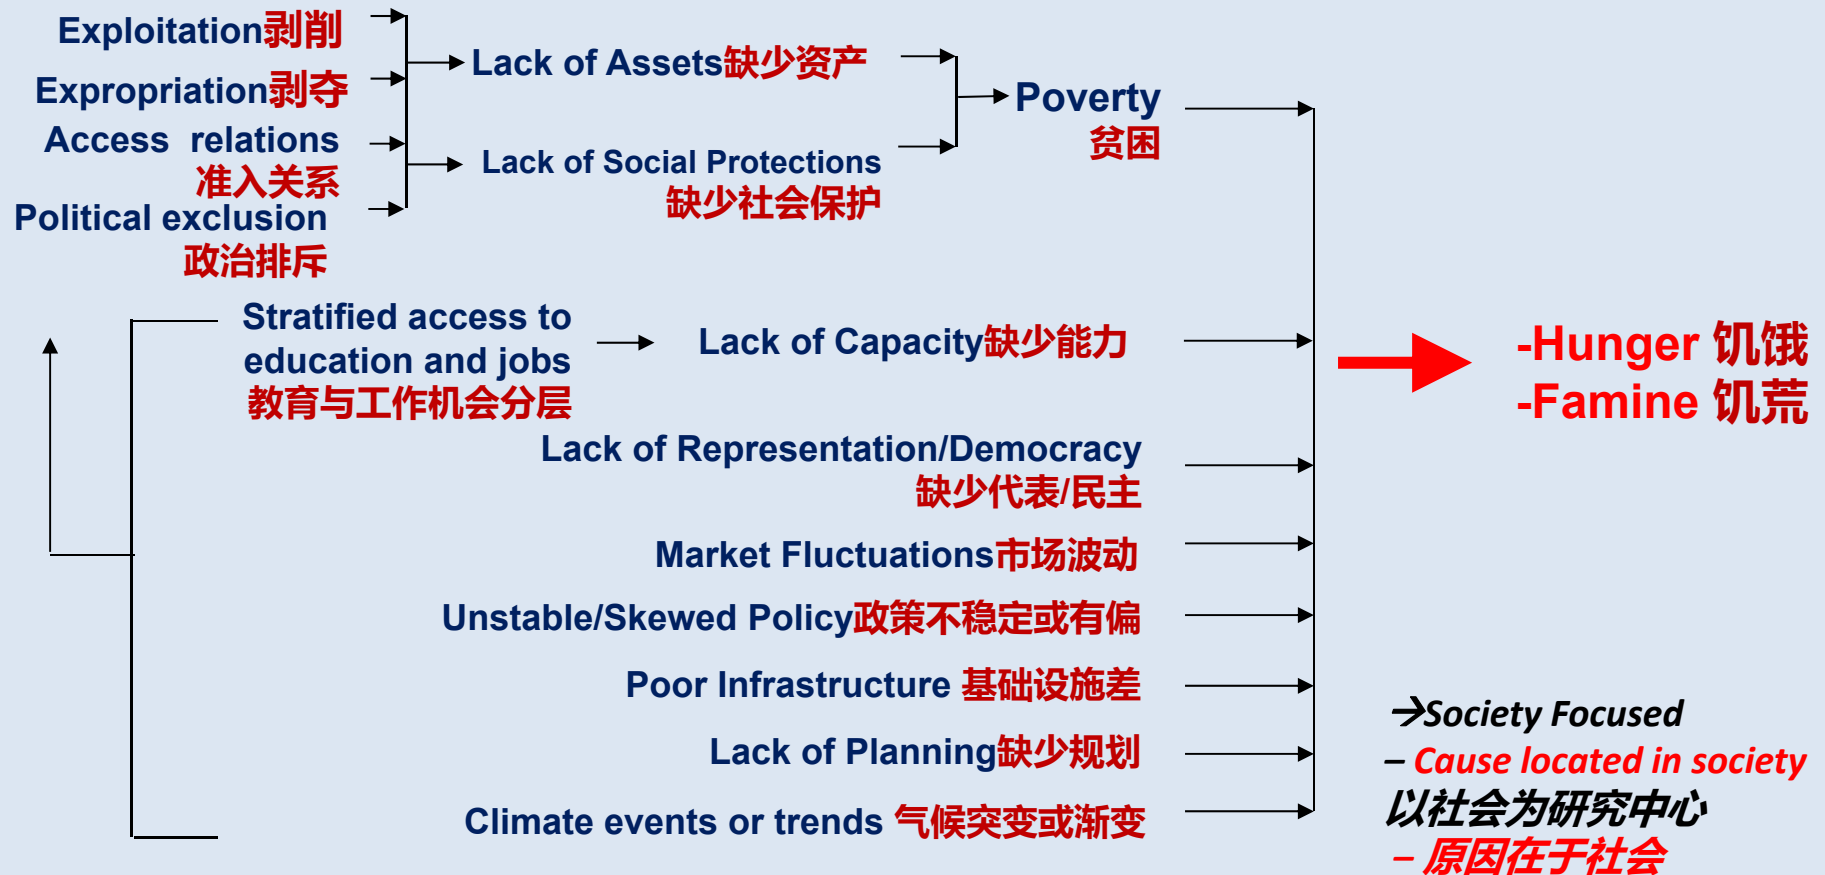 Exploitation剥削
Expropriation剥夺
Access relations
准入关系
Political exclusion
政治排斥
Lack of Assets缺少资产
Lack of Social Protections
缺少社会保护
Poverty
贫困
Stratified access to
education and jobs
教育与工作机会分层
Lack of Capacity缺少能力
Lack of Representation/Democracy
缺少代表/民主
Market Fluctuations市场波动
Unstable/Skewed Policy政策不稳定或有偏
Poor Infrastructure 基础设施差
Lack of Planning缺少规划
Climate events or trends 气候突变或渐变
-Hunger 饥饿
-Famine 饥荒
→Society Focused
– Cause located in society
以社会为研究中心
– 原因在于社会